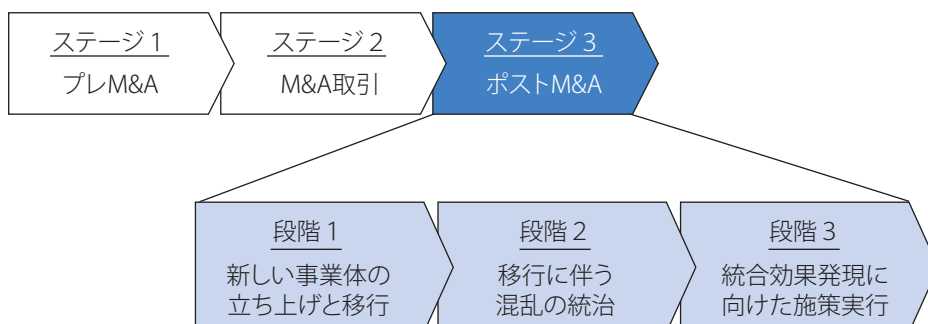 ステージ 1
プレM&A
ステージ 2
M&A取引
ステージ 3
ポストM&A
段階 1
新しい事業体の
立ち上げと移行
段階 2
移行に伴う
混乱の統治
段階 3
統合効果発現に
向けた施策実行